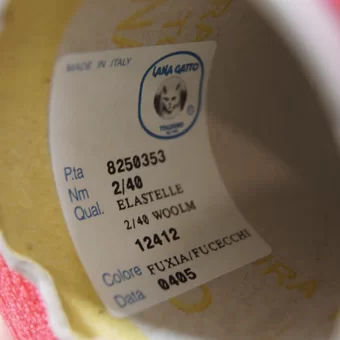 MADE IN ITALY
LANA GATTO
P.ta 8250353
Nm 2/40
Qual. ELASTELLE
2/40 WOOLM
12412
Colore FUXIA/FUCECCHI
Data 0405